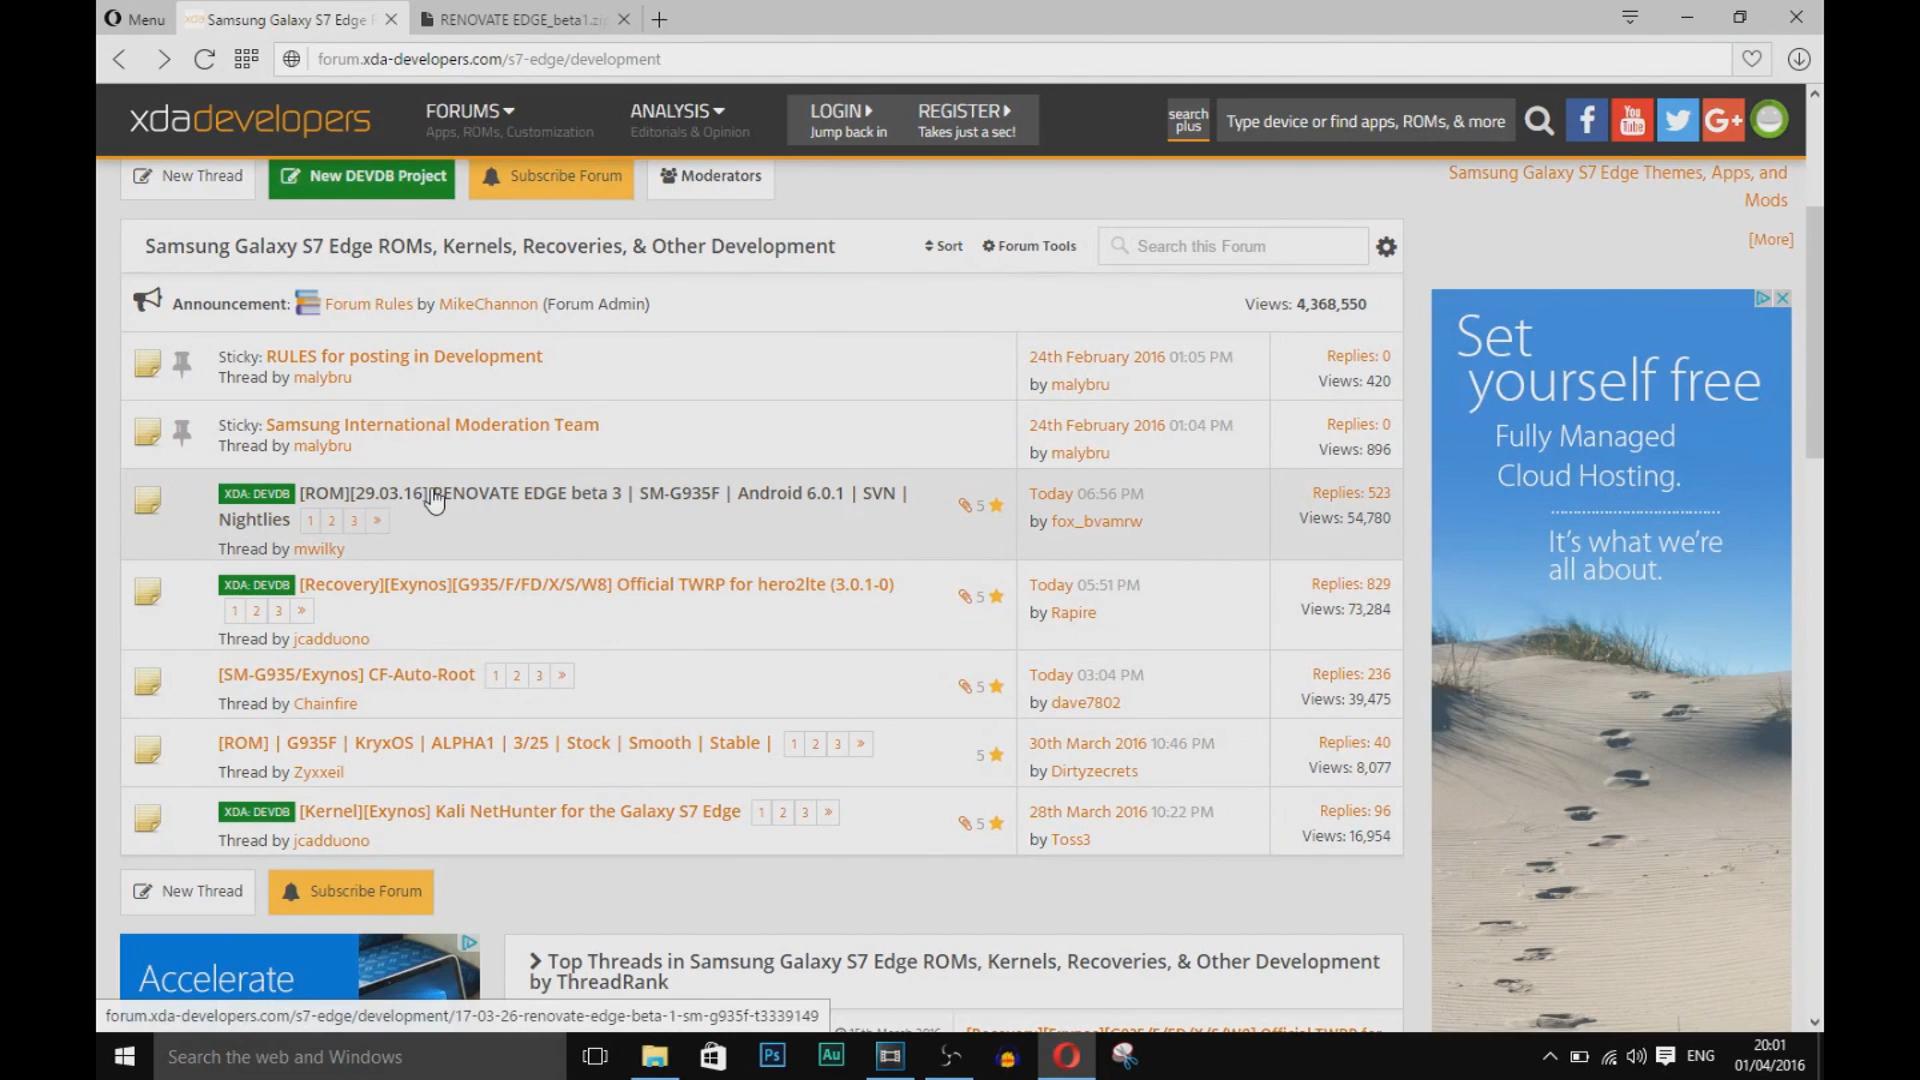 Menu
Samsung Galaxy S7 Edge
RENOVATE EDGE_beta1.zip
forum.xda-developers.com/s7-edge/development
xdadevelopers
FORUMS
Apps, ROMs, Customization
ANALYSIS
Editorials & Opinion
LOGIN
Jump back in
REGISTER
Takes just a sec!
search
plus
Type device or find apps, ROMs, & more
You
Tube
G+
New Thread
New DEVDB Project
Subscribe Forum
Moderators
Samsung Galaxy S7 Edge Themes, Apps, and
Mods
[More]
Samsung Galaxy S7 Edge ROMs, Kernels, Recoveries, & Other Development
Sort
Forum Tools
Search this Forum
Announcement: Forum Rules by MikeChannon (Forum Admin)
Views: 4,368,550
Sticky: RULES for posting in Development
Thread by malybru
24th February 2016 01:05 PM
by malybru
Replies: 0
Views: 420
Sticky: Samsung International Moderation Team
Thread by malybru
24th February 2016 01:04 PM
by malybru
Replies: 0
Views: 896
XDA: DEVDB [ROM][29.03.16] RENOVATE EDGE beta 3 | SM-G935F | Android 6.0.1 | SVN |
Nightlies 1 2 3 »
Thread by mwilky
5
Today 06:56 PM
by fox_bvamrw
Replies: 523
Views: 54,780
XDA: DEVDB [Recovery][Exynos][G935/F/FD/X/S/W8] Official TWRP for hero2lte (3.0.1-0)
1 2 3 »
Thread by jcadduono
5
Today 05:51 PM
by Rapire
Replies: 829
Views: 73,284
[SM-G935/Exynos] CF-Auto-Root 1 2 3 »
Thread by Chainfire
5
Today 03:04 PM
by dave7802
Replies: 236
Views: 39,475
[ROM] | G935F | KryxOS | ALPHA1 | 3/25 | Stock | Smooth | Stable | 1 2 3 »
Thread by Zyxxeil
5
30th March 2016 10:46 PM
by Dirtyzecrets
Replies: 40
Views: 8,077
XDA: DEVDB [Kernel][Exynos] Kali NetHunter for the Galaxy S7 Edge 1 2 3 »
Thread by jcadduono
5
28th March 2016 10:22 PM
by Toss3
Replies: 96
Views: 16,954
New Thread
Subscribe Forum
Set
yourself free
Fully Managed
Cloud Hosting.
It's what we're
all about.
Accelerate
Top Threads in Samsung Galaxy S7 Edge ROMs, Kernels, Recoveries, & Other Development
by ThreadRank
forum.xda-developers.com/s7-edge/development/17-03-26-renovate-edge-beta-1-sm-g935f-t3339149
Search the web and Windows
Ps
Au
ENG
20:01
01/04/2016